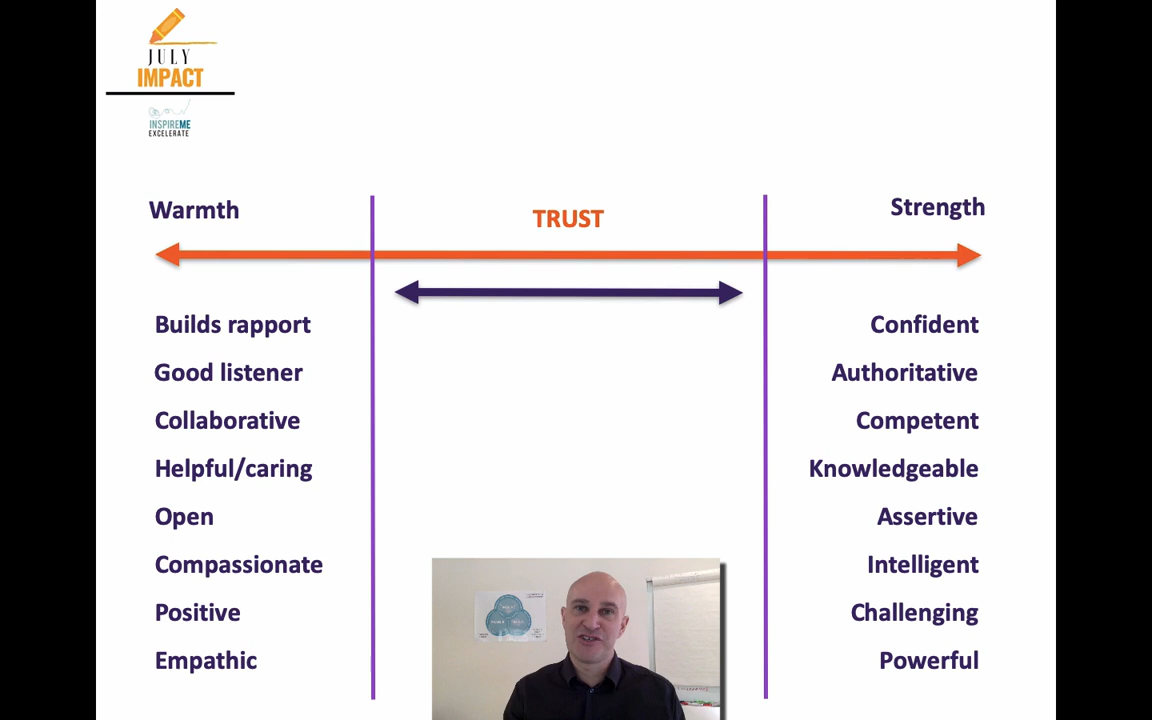 JULY
IMPACT
INSPIREME
EXCELERATE
Warmth
TRUST
Strength
Builds rapport
Confident
Good listener
Authoritative
Collaborative
Competent
Helpful/caring
Knowledgeable
Open
Assertive
Compassionate
Intelligent
Positive
Challenging
Empathic
Powerful